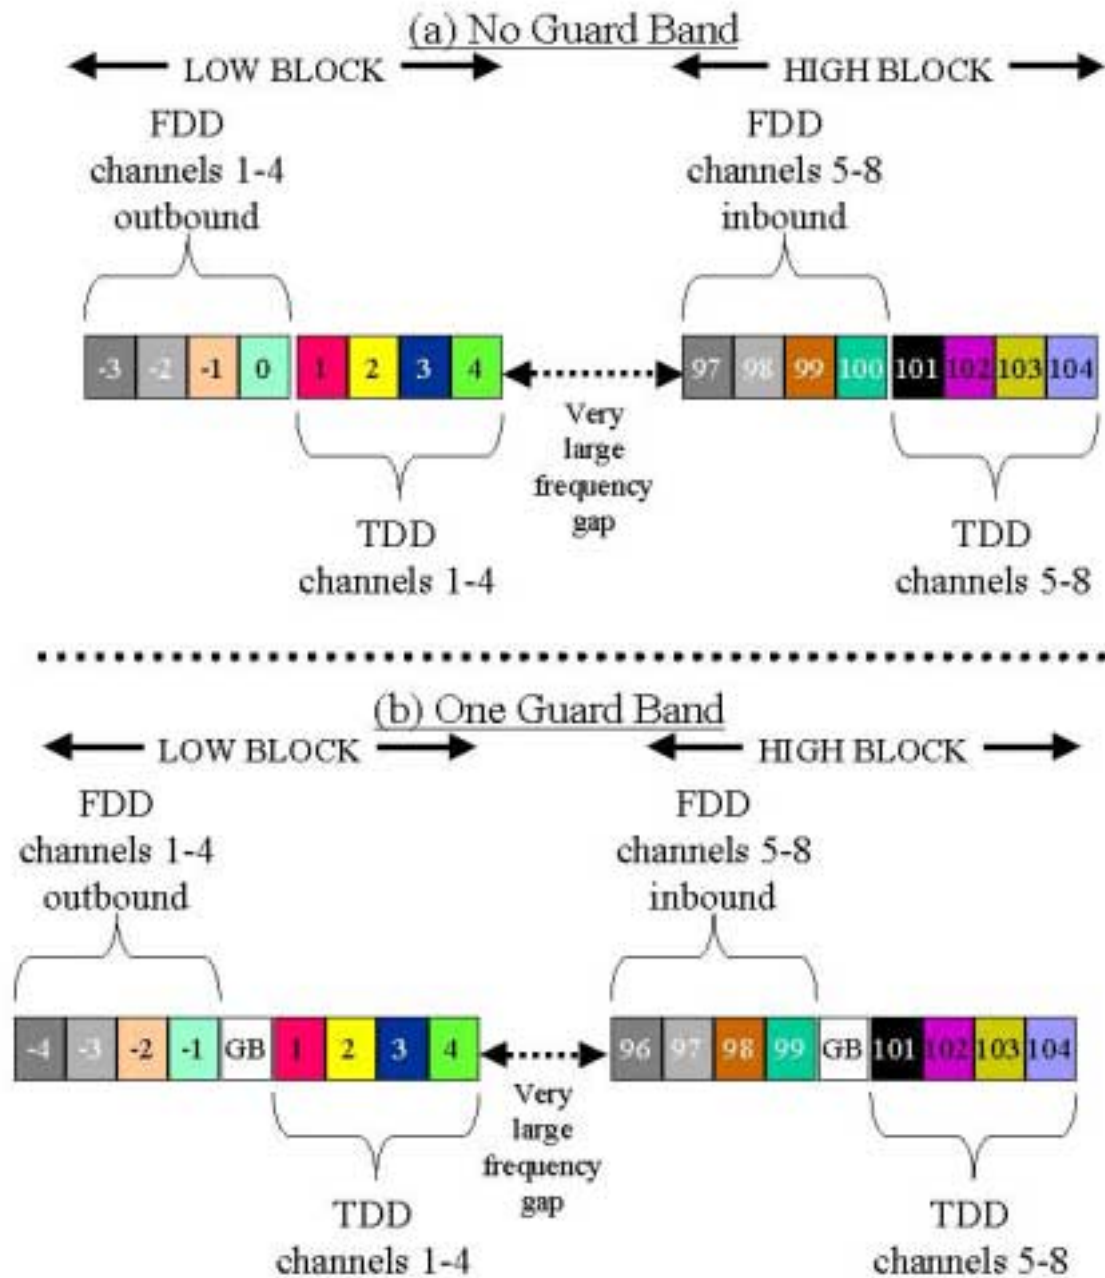 (a) No Guard Band
LOW BLOCK
HIGH BLOCK
FDD
channels 1-4
outbound
FDD
channels 5-8
inbound
-3 -2 -1 0 1 2 3 4
97 98 99 100 101 102 103 104
Very
large
frequency
gap
TDD
channels 1-4
TDD
channels 5-8
(b) One Guard Band
LOW BLOCK
HIGH BLOCK
FDD
channels 1-4
outbound
FDD
channels 5-8
inbound
-4 -3 -2 -1 GB 1 2 3 4
96 97 98 99 GB 101 102 103 104
Very
large
frequency
gap
TDD
channels 1-4
TDD
channels 5-8